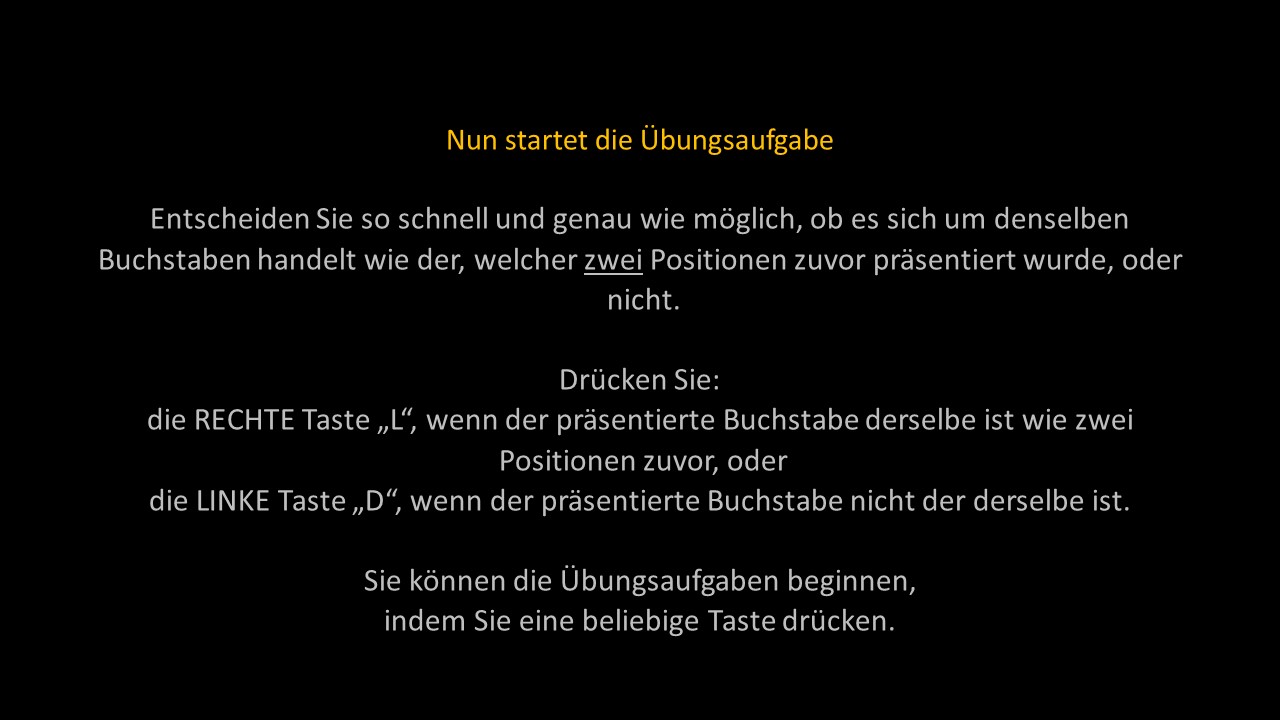 Nun startet die Übungsaufgabe
Entscheiden Sie so schnell und genau wie möglich, ob es sich um denselben
Buchstaben handelt wie der, welcher zwei Positionen zuvor präsentiert wurde, oder
nicht.
Drücken Sie:
die RECHTE Taste „L“, wenn der präsentierte Buchstabe derselbe ist wie zwei
Positionen zuvor, oder
die LINKE Taste „D“, wenn der präsentierte Buchstabe nicht der derselbe ist.
Sie können die Übungsaufgaben beginnen,
indem Sie eine beliebige Taste drücken.